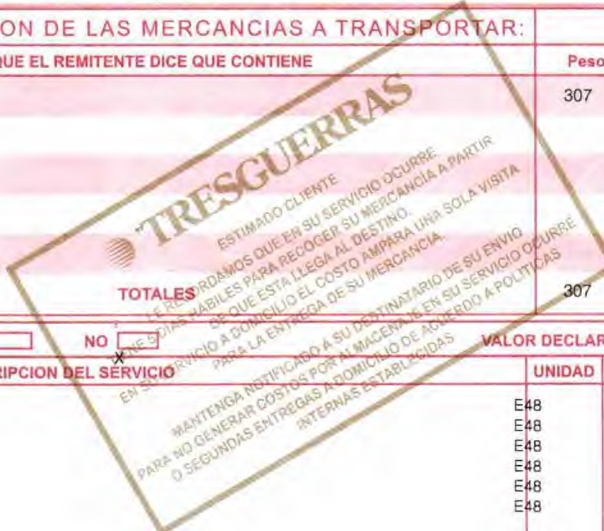 ON DE LAS MERCANCIAS A TRANSPORTAR:
QUE EL REMITENTE DICE QUE CONTIENE
Peso
307
TRESGUERRAS
ESTIMADO CLIENTE
LE RECORDAMOS QUE EN SU SERVICIO OCURRE
TIENE 5 DIAS HÁBILES PARA RECOGER SU MERCANCÍA A PARTIR
DE QUE ESTA LLEGA AL DESTINO.
EN SU SERVICIO A DOMICILIO EL COSTO AMPARA UNA SOLA VISITA
PARA LA ENTREGA DE SU MERCANCIA.
MANTENGA NOTIFICADO A SU DESTINATARIO DE SU ENVIO
PARA NO GENERAR COSTOS POR ALMACENAJE EN SU SERVICIO OCURRE
O SEGUNDAS ENTREGAS A DOMICILIO DE ACUERDO A POLITICAS
INTERNAS ESTABLECIDAS
TOTALES
307
NO
X
VALOR DECLAR
RIPCION DEL SERVICIO
UNIDAD
E48
E48
E48
E48
E48
E48